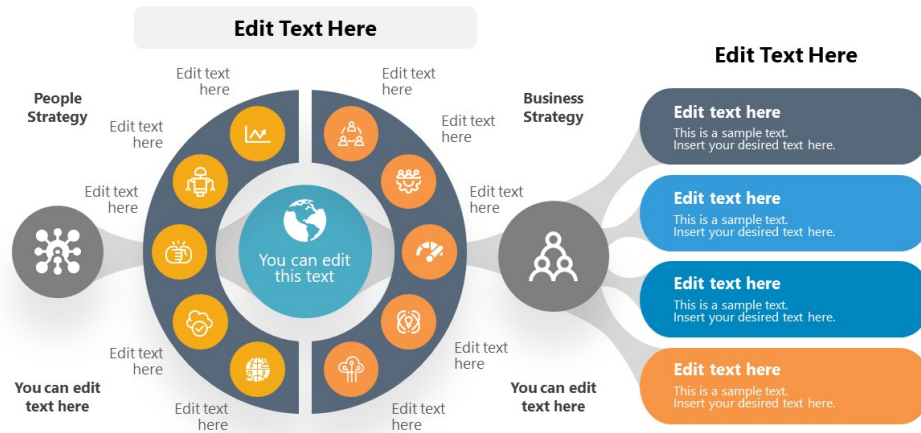 Edit Text Here
Edit Text Here
Edit text
here
Edit text
here
People
Strategy
Business
Strategy
Edit text
here
Edit text
here
Edit text
here
Edit text
here
You can edit
this text
Edit text
here
Edit text
here
You can edit
text here
You can edit
text here
Edit text
here
Edit text
here
Edit text here
This is a sample text.
Insert your desired text here.
Edit text here
This is a sample text.
Insert your desired text here.
Edit text here
This is a sample text.
Insert your desired text here.
Edit text here
This is a sample text.
Insert your desired text here.